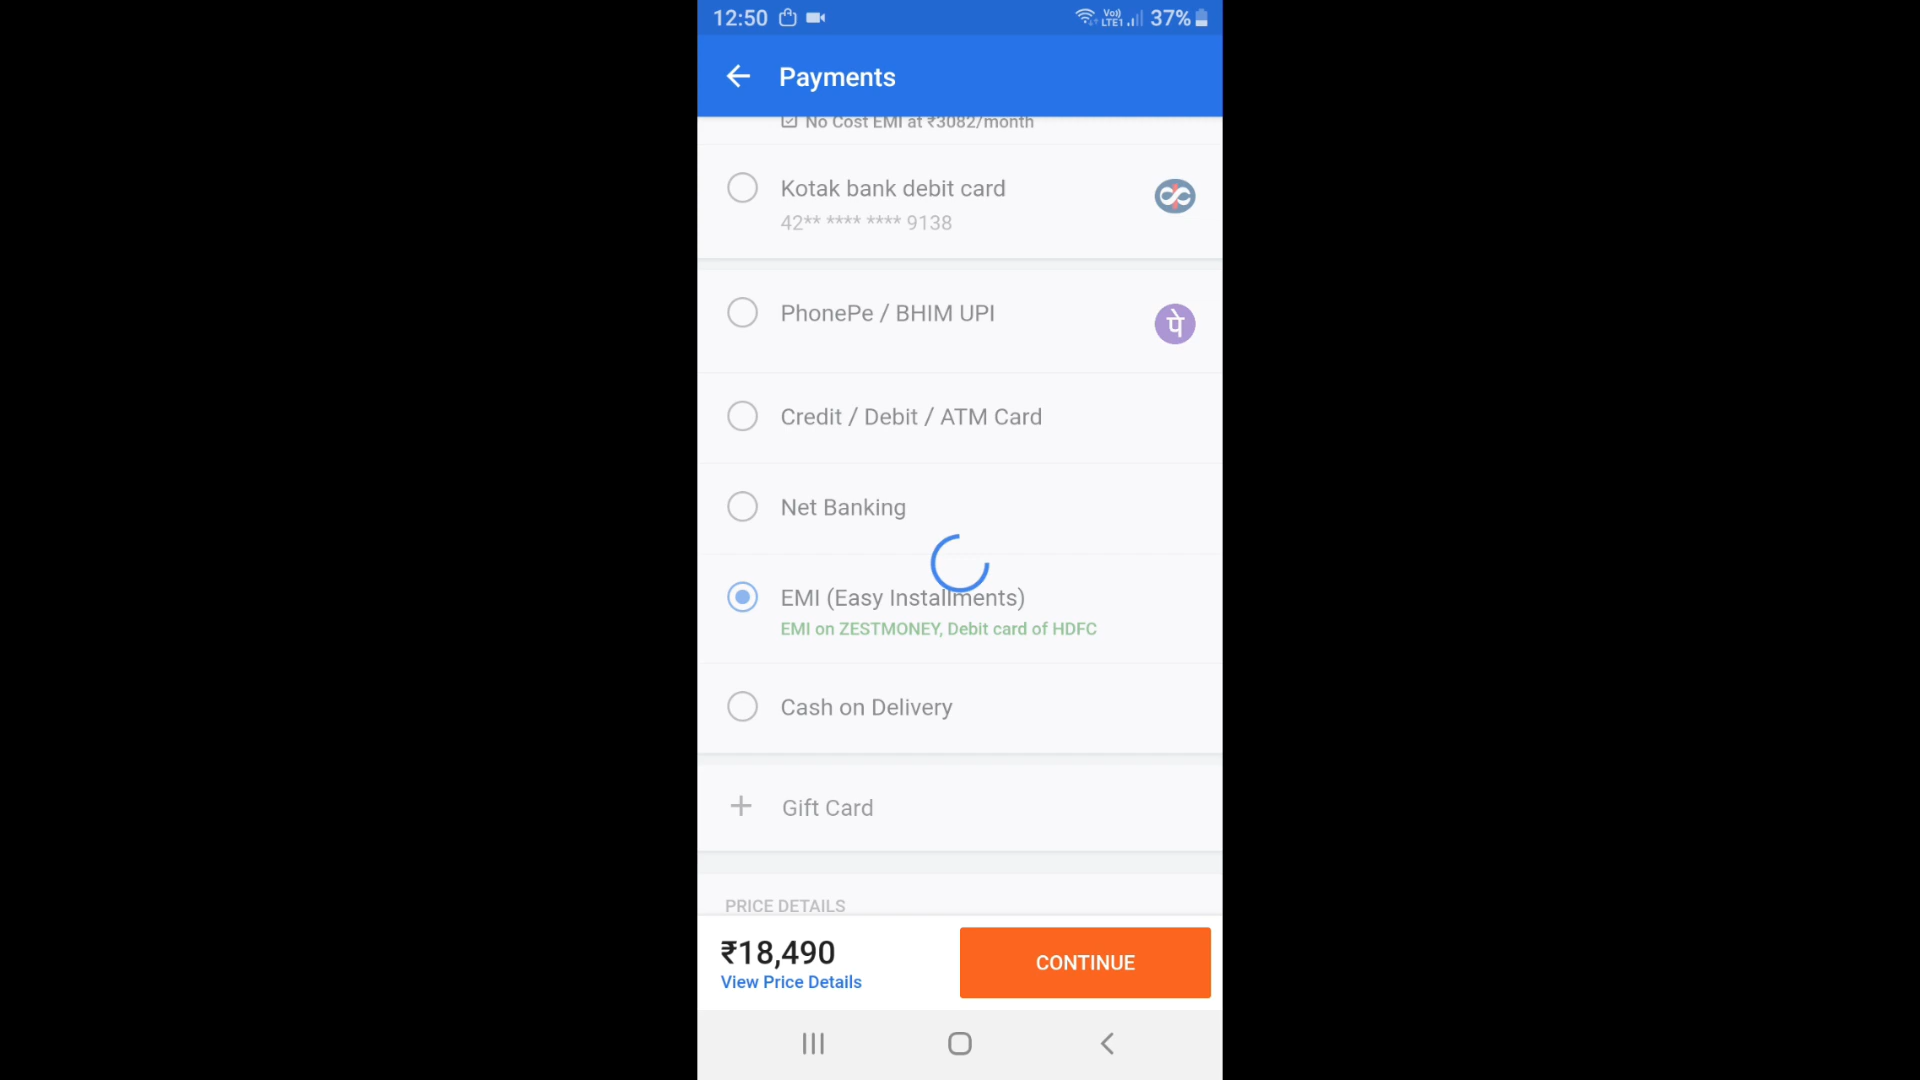 12:50 Vo)) LTE1 37%
Payments
No Cost EMI at ₹3082/month
Kotak bank debit card
42** **** **** 9138
PhonePe / BHIM UPI
पे
Credit / Debit / ATM Card
Net Banking
EMI (Easy Installments)
EMI on ZESTMONEY, Debit card of HDFC
Cash on Delivery
+ Gift Card
PRICE DETAILS
₹18,490
View Price Details
CONTINUE